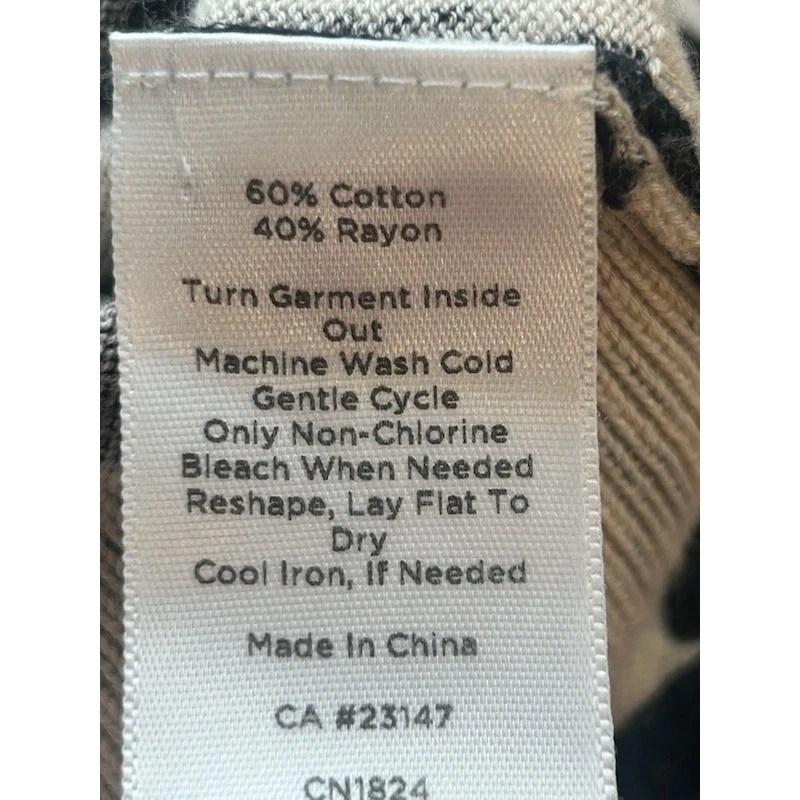 60% Cotton
40% Rayon
Turn Garment Inside
Out
Machine Wash Cold
Gentle Cycle
Only Non-Chlorine
Bleach When Needed
Reshape, Lay Flat To
Dry
Cool Iron, If Needed
Made In China
CA #23147
CN1824